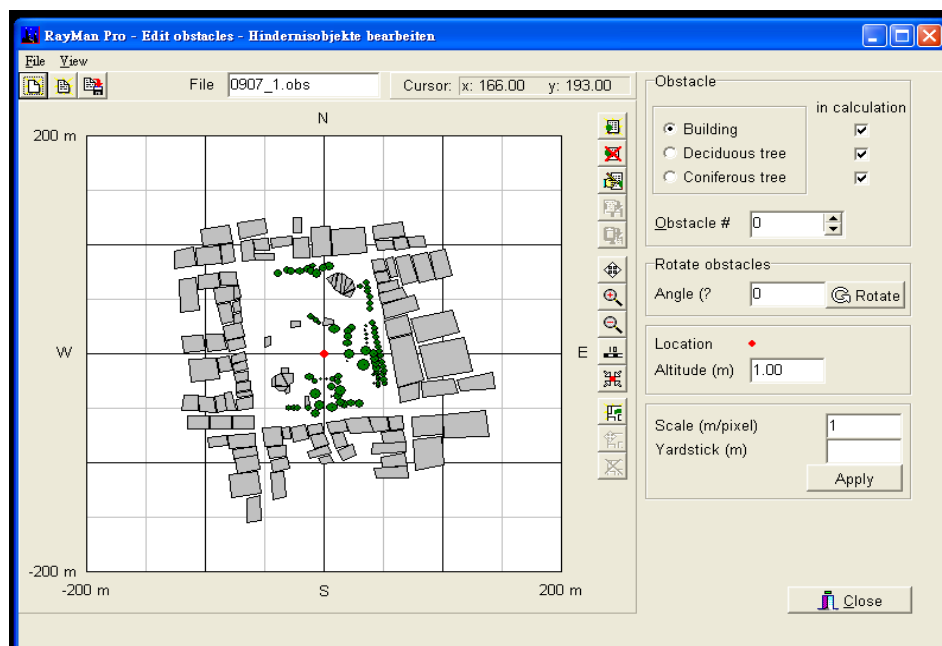 RayMan Pro - Edit obstacles - Hindernisobjekte bearbeiten
File View
File 0907_1.obs Cursor: x: 166.00 y: 193.00
Obstacle
in calculation
Building
Deciduous tree
Coniferous tree
Obstacle # 0
Rotate obstacles
Angle (? 0 Rotate
Location
Altitude (m) 1.00
Scale (m/pixel) 1
Yardstick (m)
Apply
Close
N
200 m
W
E
-200 m
-200 m S 200 m